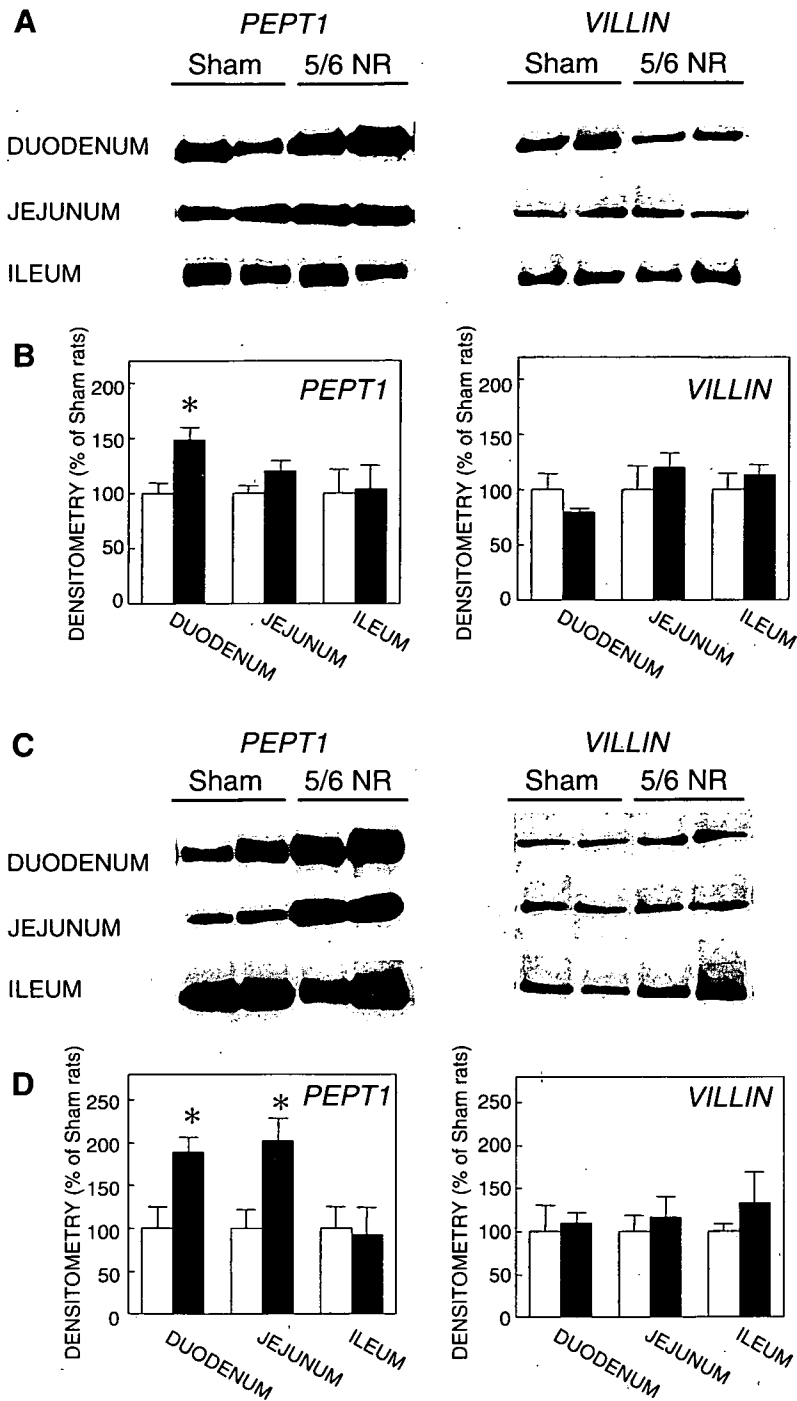 A
PEPT1 VILLIN
Sham 5/6 NR Sham 5/6 NR
DUODENUM
JEJUNUM
ILEUM
B
DENSITOMETRY (% of Sham rats)
200
150
100
50
0
PEPT1
*
DUODENUM JEJUNUM ILEUM
DENSITOMETRY (% of Sham rats)
200
150
100
50
0
VILLIN
DUODENUM JEJUNUM ILEUM
C
PEPT1 VILLIN
Sham 5/6 NR Sham 5/6 NR
DUODENUM
JEJUNUM
ILEUM
D
DENSITOMETRY (% of Sham rats)
250
200
150
100
50
0
PEPT1
* *
DUODENUM JEJUNUM ILEUM
DENSITOMETRY (% of Sham rats)
250
200
150
100
50
0
VILLIN
DUODENUM JEJUNUM ILEUM